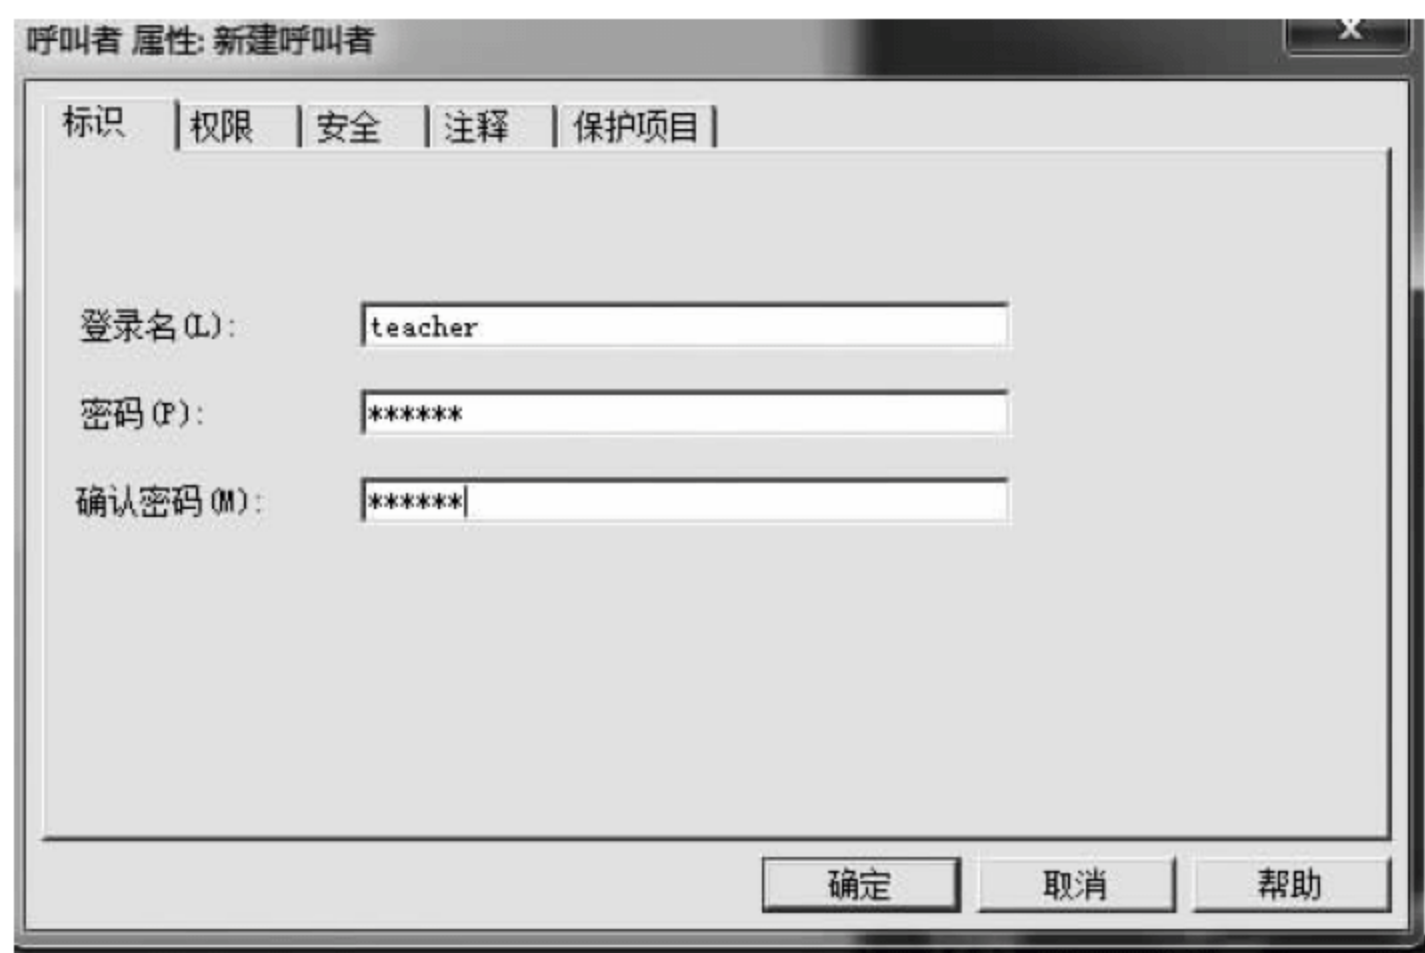 呼叫者 属性: 新建呼叫者
X
标识 权限 安全 注释 保护项目
登录名(L): teacher
密码(P): ******
确认密码(M): ******
确定 取消 帮助